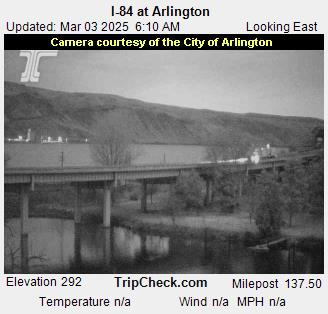 I-84 at Arlington
Updated: Mar 03 2025 6:10 AM Looking East
Camera courtesy of the City of Arlington
Elevation 292 TripCheck.com Milepost 137.50
Temperature n/a Wind n/a MPH n/a